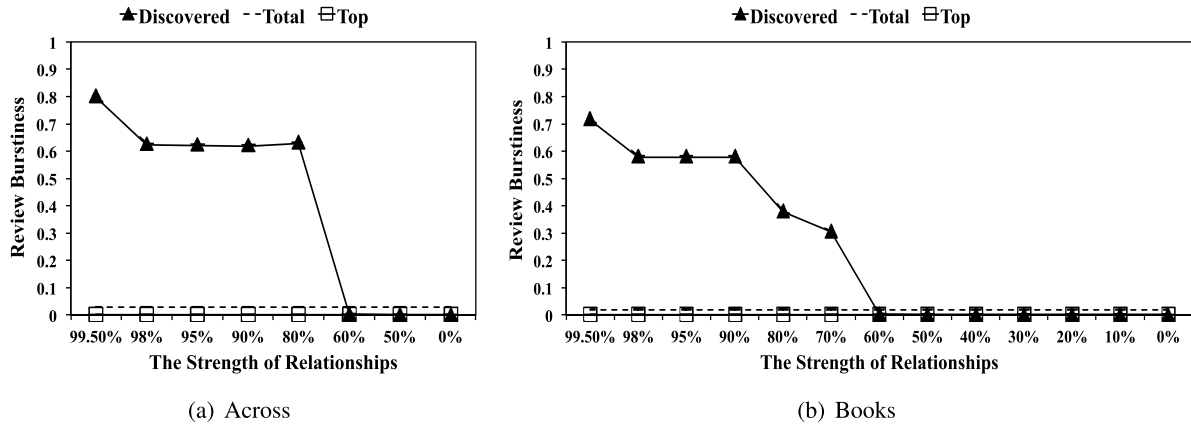 Discovered Total Top
1
0.9
0.8
0.7
0.6
0.5
0.4
0.3
0.2
0.1
0
Review Burstiness
99.50% 98% 95% 90% 80% 60% 50% 0%
The Strength of Relationships
(a) Across
Discovered Total Top
1
0.9
0.8
0.7
0.6
0.5
0.4
0.3
0.2
0.1
0
Review Burstiness
99.50% 98% 95% 90% 80% 70% 60% 50% 40% 30% 20% 10% 0%
The Strength of Relationships
(b) Books